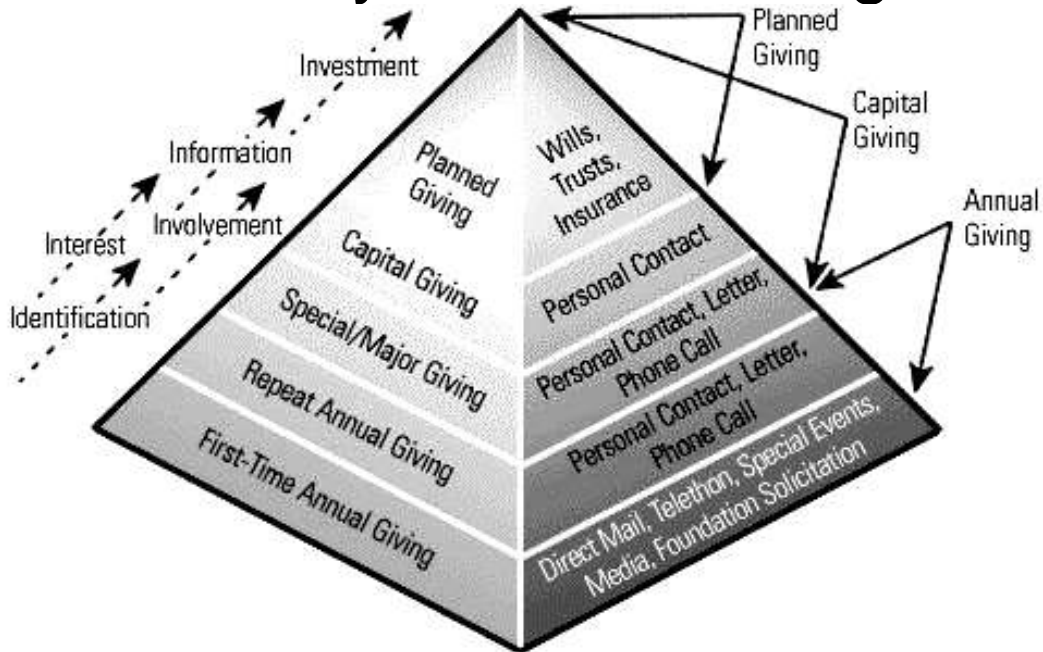 Planned
Giving
Investment
Capital
Giving
Information
Annual
Giving
Involvement
Interest
Identification
Planned
Giving
Capital Giving
Special/Major Giving
Repeat Annual Giving
First-Time Annual Giving
Wills,
Trusts,
Insurance
Personal Contact
Personal Contact, Letter,
Phone Call
Personal Contact, Letter,
Phone Call
Direct Mail, Telethon, Special Events,
Media, Foundation Solicitation